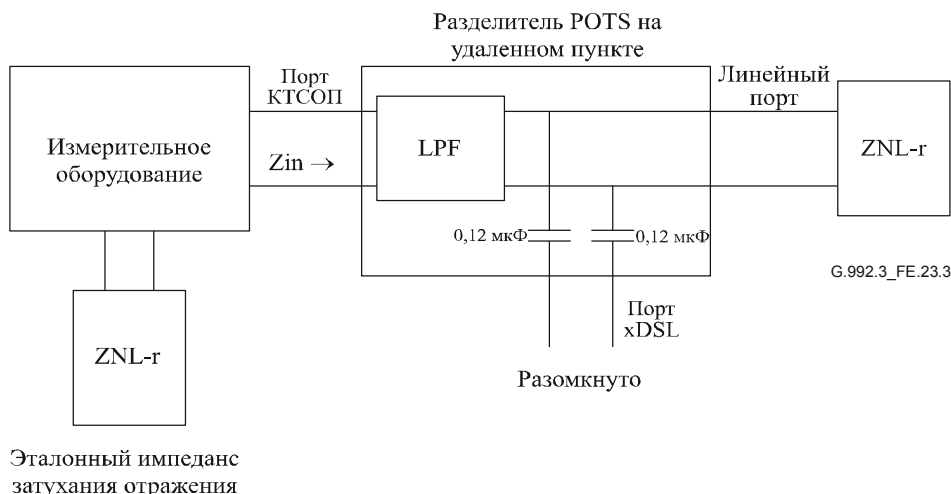 Разделитель POTS на
удаленном пункте
Порт
КТСОП
Линейный
порт
Измерительное
оборудование
Zin →
LPF
ZNL-r
0,12 мкФ
0,12 мкФ
G.992.3_FE.23.3
Порт
xDSL
ZNL-r
Разомкнуто
Эталонный импеданс
затухания отражения